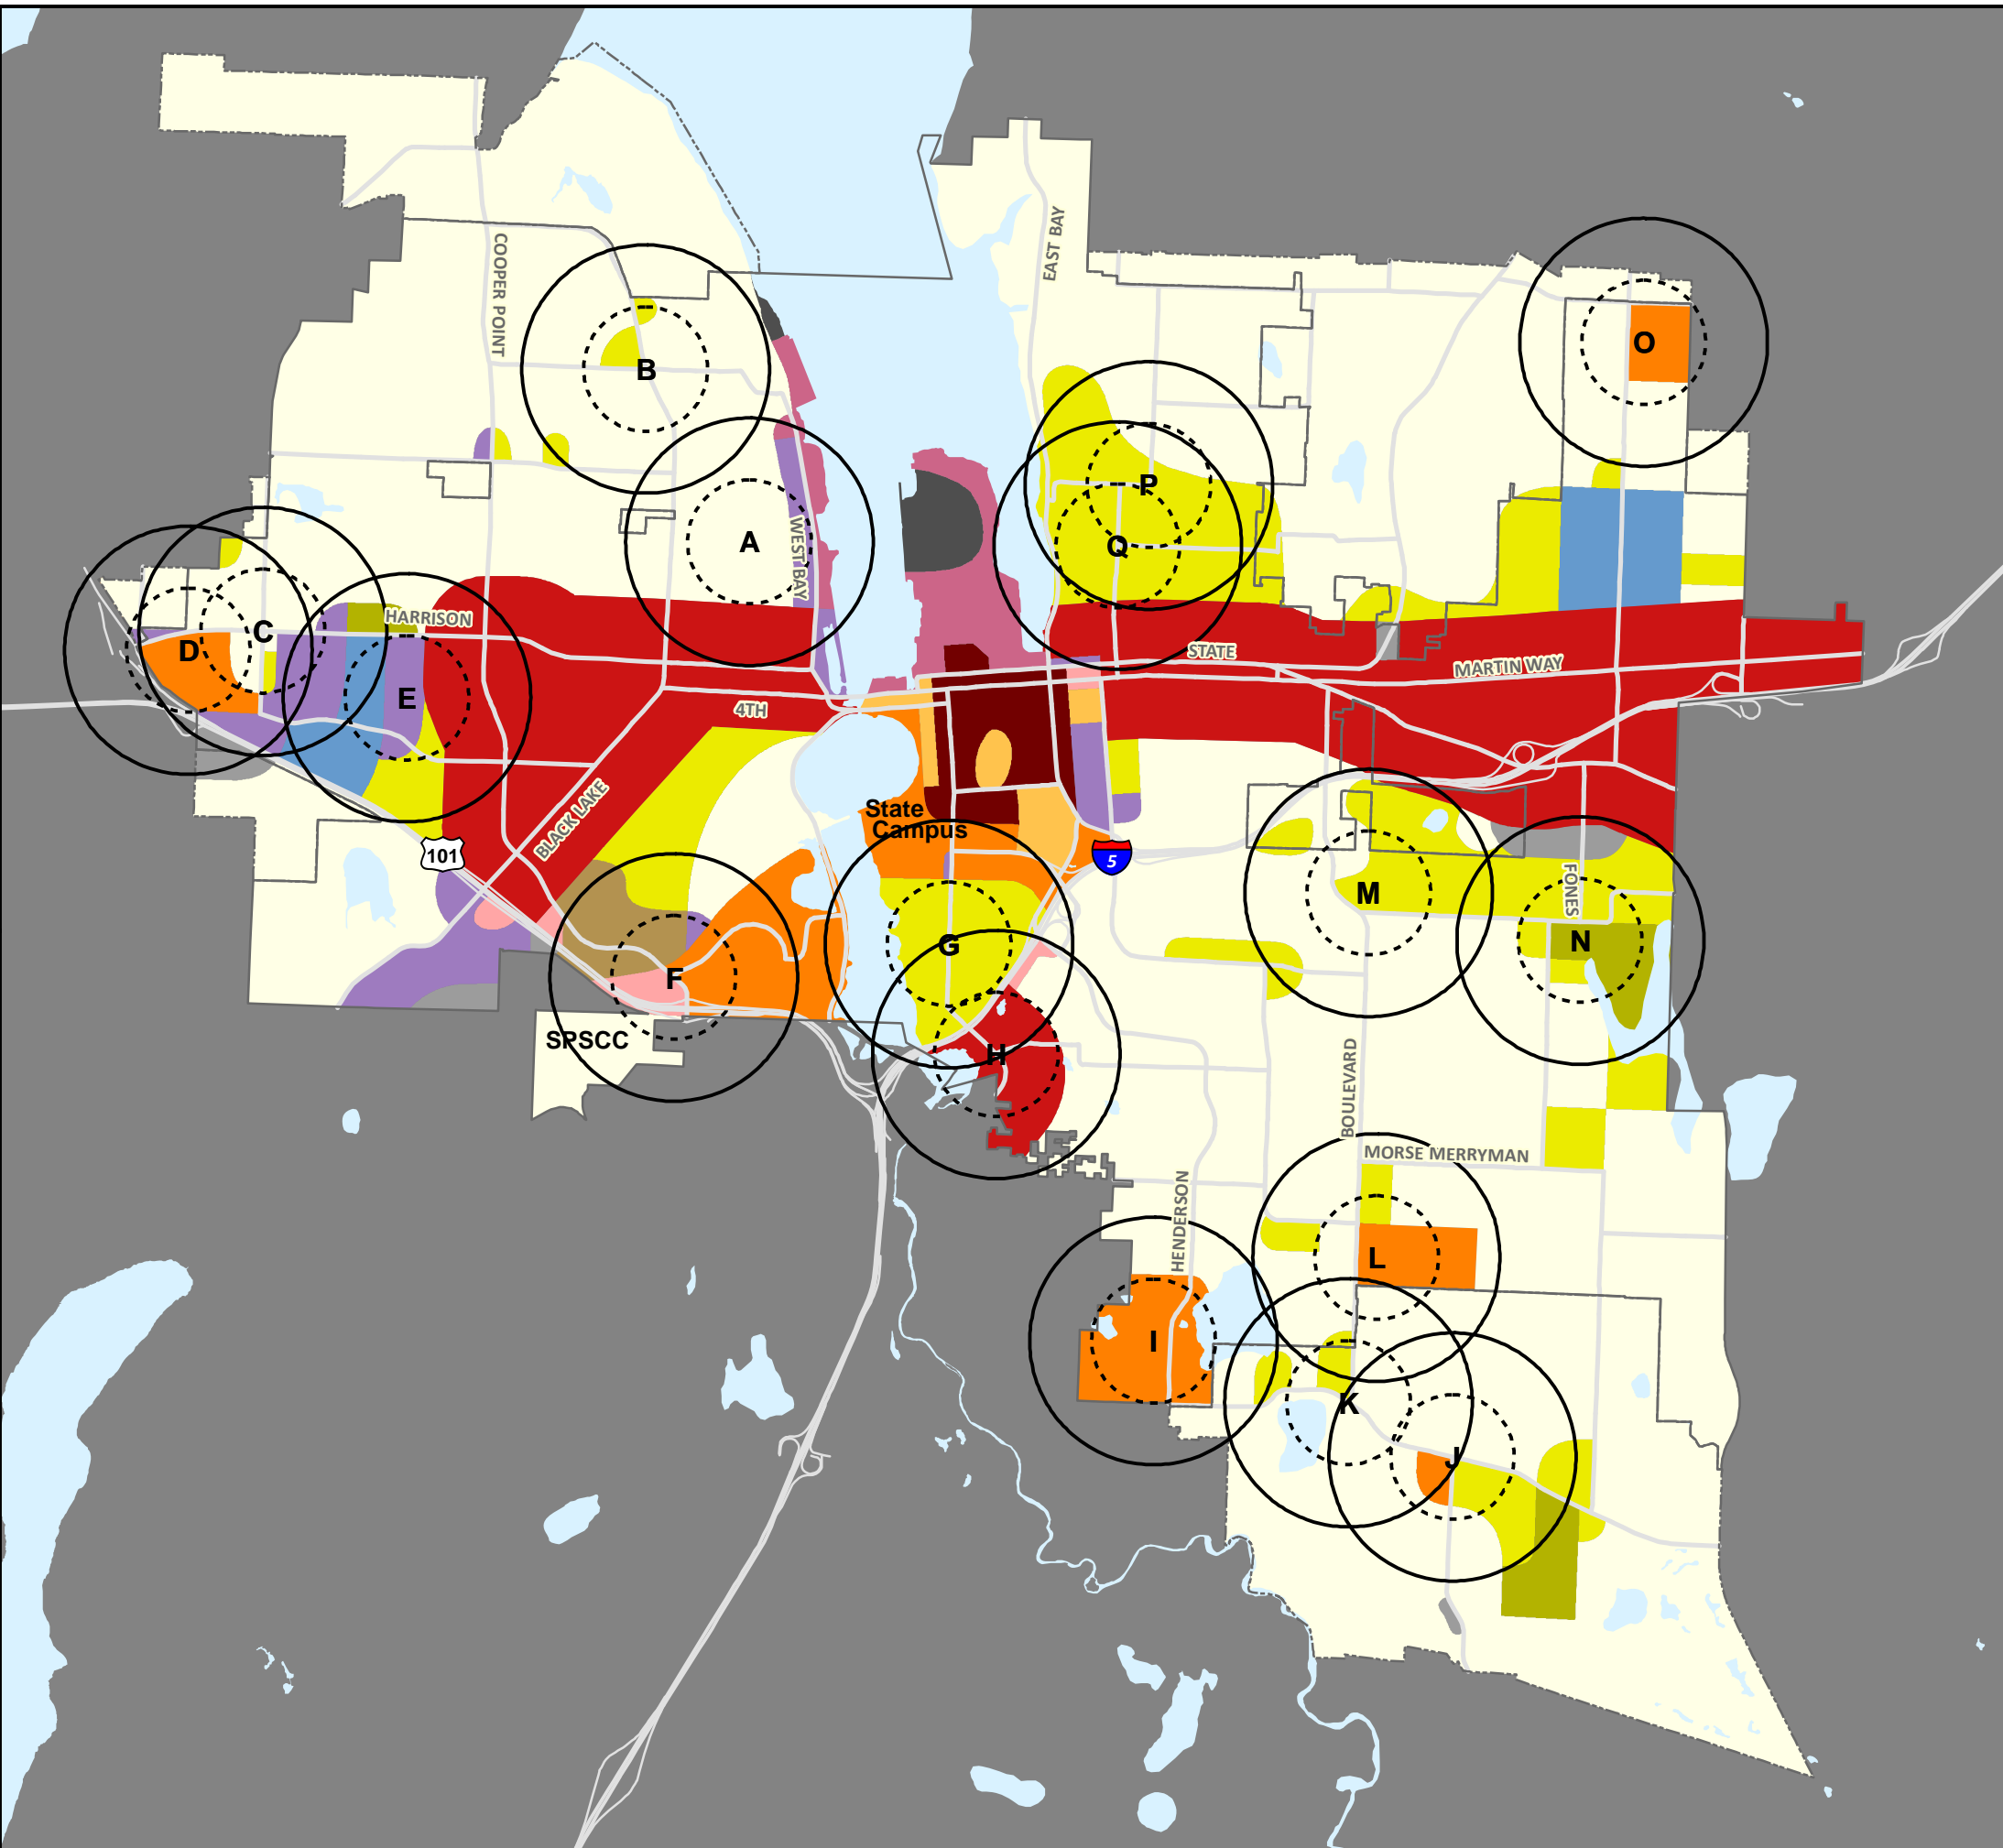 COOPER POINT
EAST BAY
O
B
P
A
Q
WEST BAY
HARRISON
C
D
STATE
MARTIN WAY
E
4TH
State
Campus
BLACK LAKE
101
5
M
FONES
N
G
F
SPSCC
H
BOULEVARD
MORSE MERRYMAN
HENDERSON
L
I
K
J